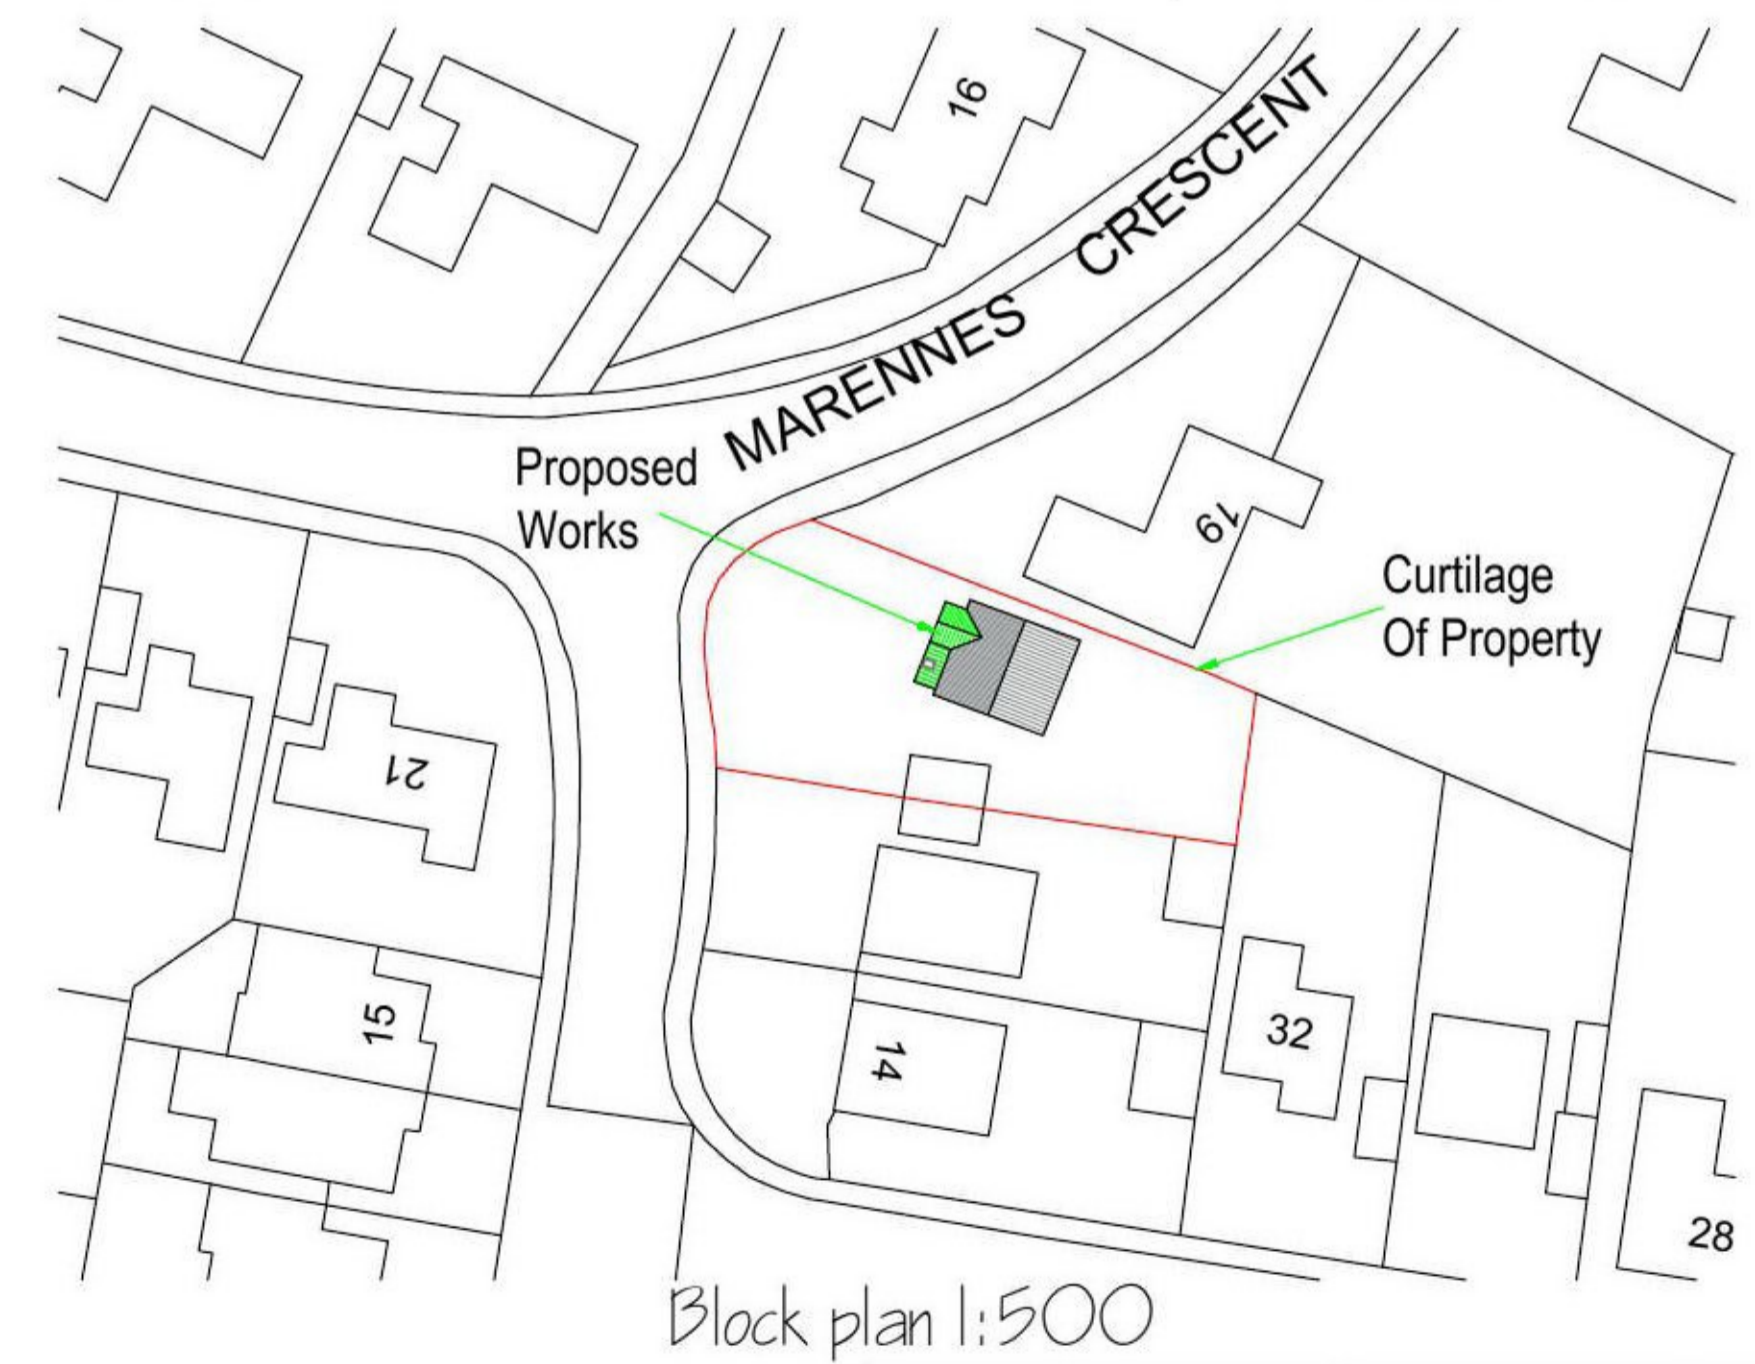 16
MARENNES CRESCENT
Proposed
Works
19
Curtilage
Of Property
21
15
14
32
28
Block plan 1:500